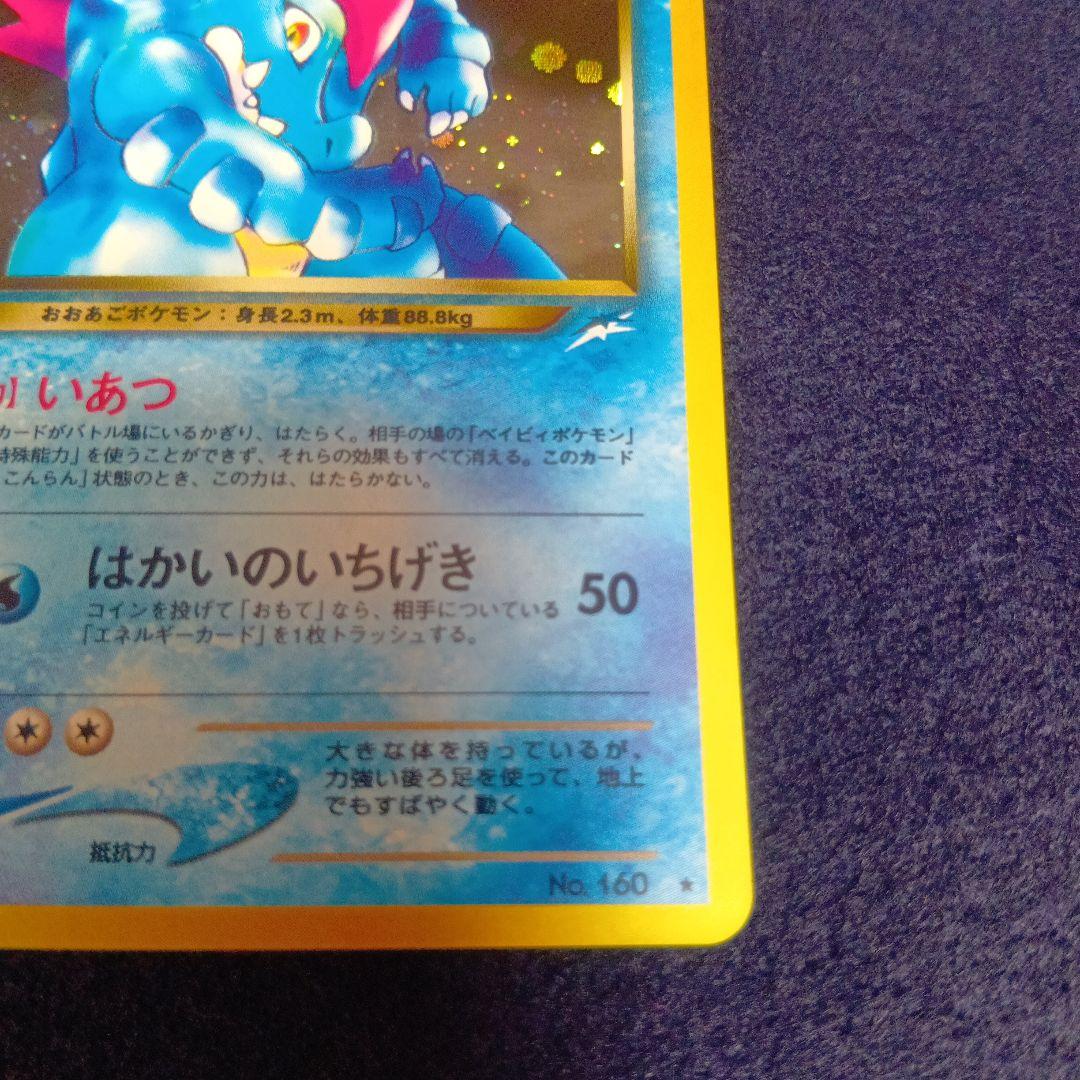 おおあごポケモン：身長2.3m、体重88.8kg
いあつ
カードがバトル場にいるかぎり、はたらく。相手の場の「ベイビィポケモン」
特殊能力」を使うことができず、それらの効果もすべて消える。このカード
こんらん」状態のとき、この力は、はたらかない。
はかいのいちげき 50
コインを投げて「おもて」なら、相手についている
「エネルギーカード」を1枚トラッシュする。
大きな体を持っているが、
力強い後ろ足を使って、地上
でもすばやく動く。
抵抗力
No. 160 ★